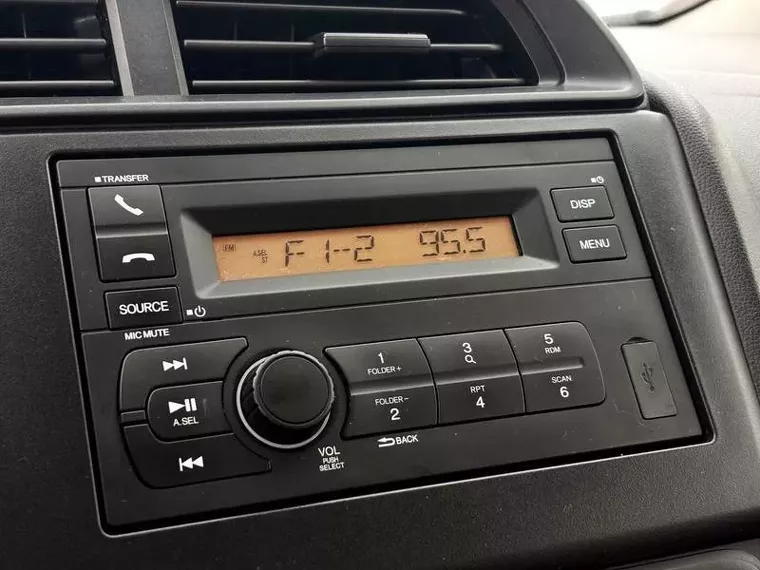 TRANSFER
DISP
FM A.SEL ST F1--2 95.5
MENU
SOURCE
MIC MUTE
A.SEL
VOL
PUSH
SELECT
1
FOLDER+
3
5
RDM
FOLDER-
2
RPT
4
SCAN
6
BACK